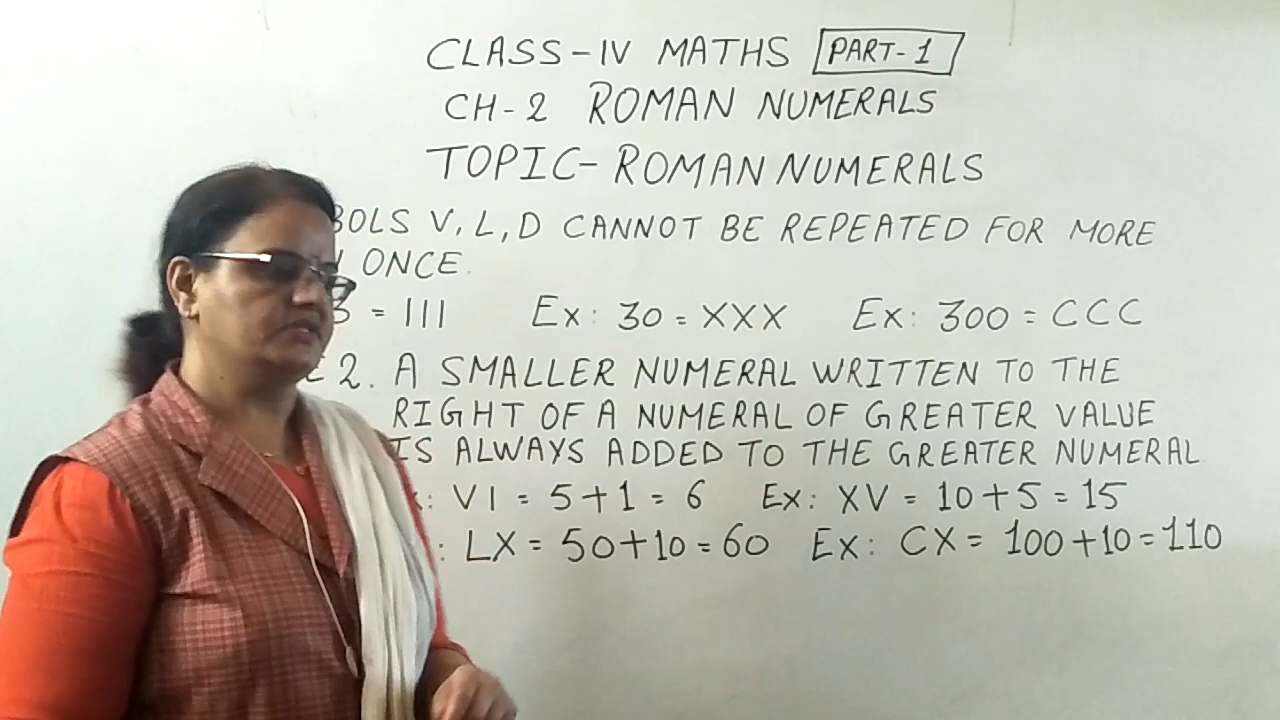 CLASS-IV MATHS PART-1
CH-2 ROMAN NUMERALS
TOPIC- ROMAN NUMERALS
V, L, D CANNOT BE REPEATED FOR MORE
ONCE.
3 = III Ex: 30 = XXX Ex: 300 = CCC
2. A SMALLER NUMERAL WRITTEN TO THE
RIGHT OF A NUMERAL OF GREATER VALUE
IS ALWAYS ADDED TO THE GREATER NUMERAL
: VI = 5+1 = 6 Ex: XV = 10+5 = 15
: LX = 50+10 = 60 Ex: CX = 100+10=110